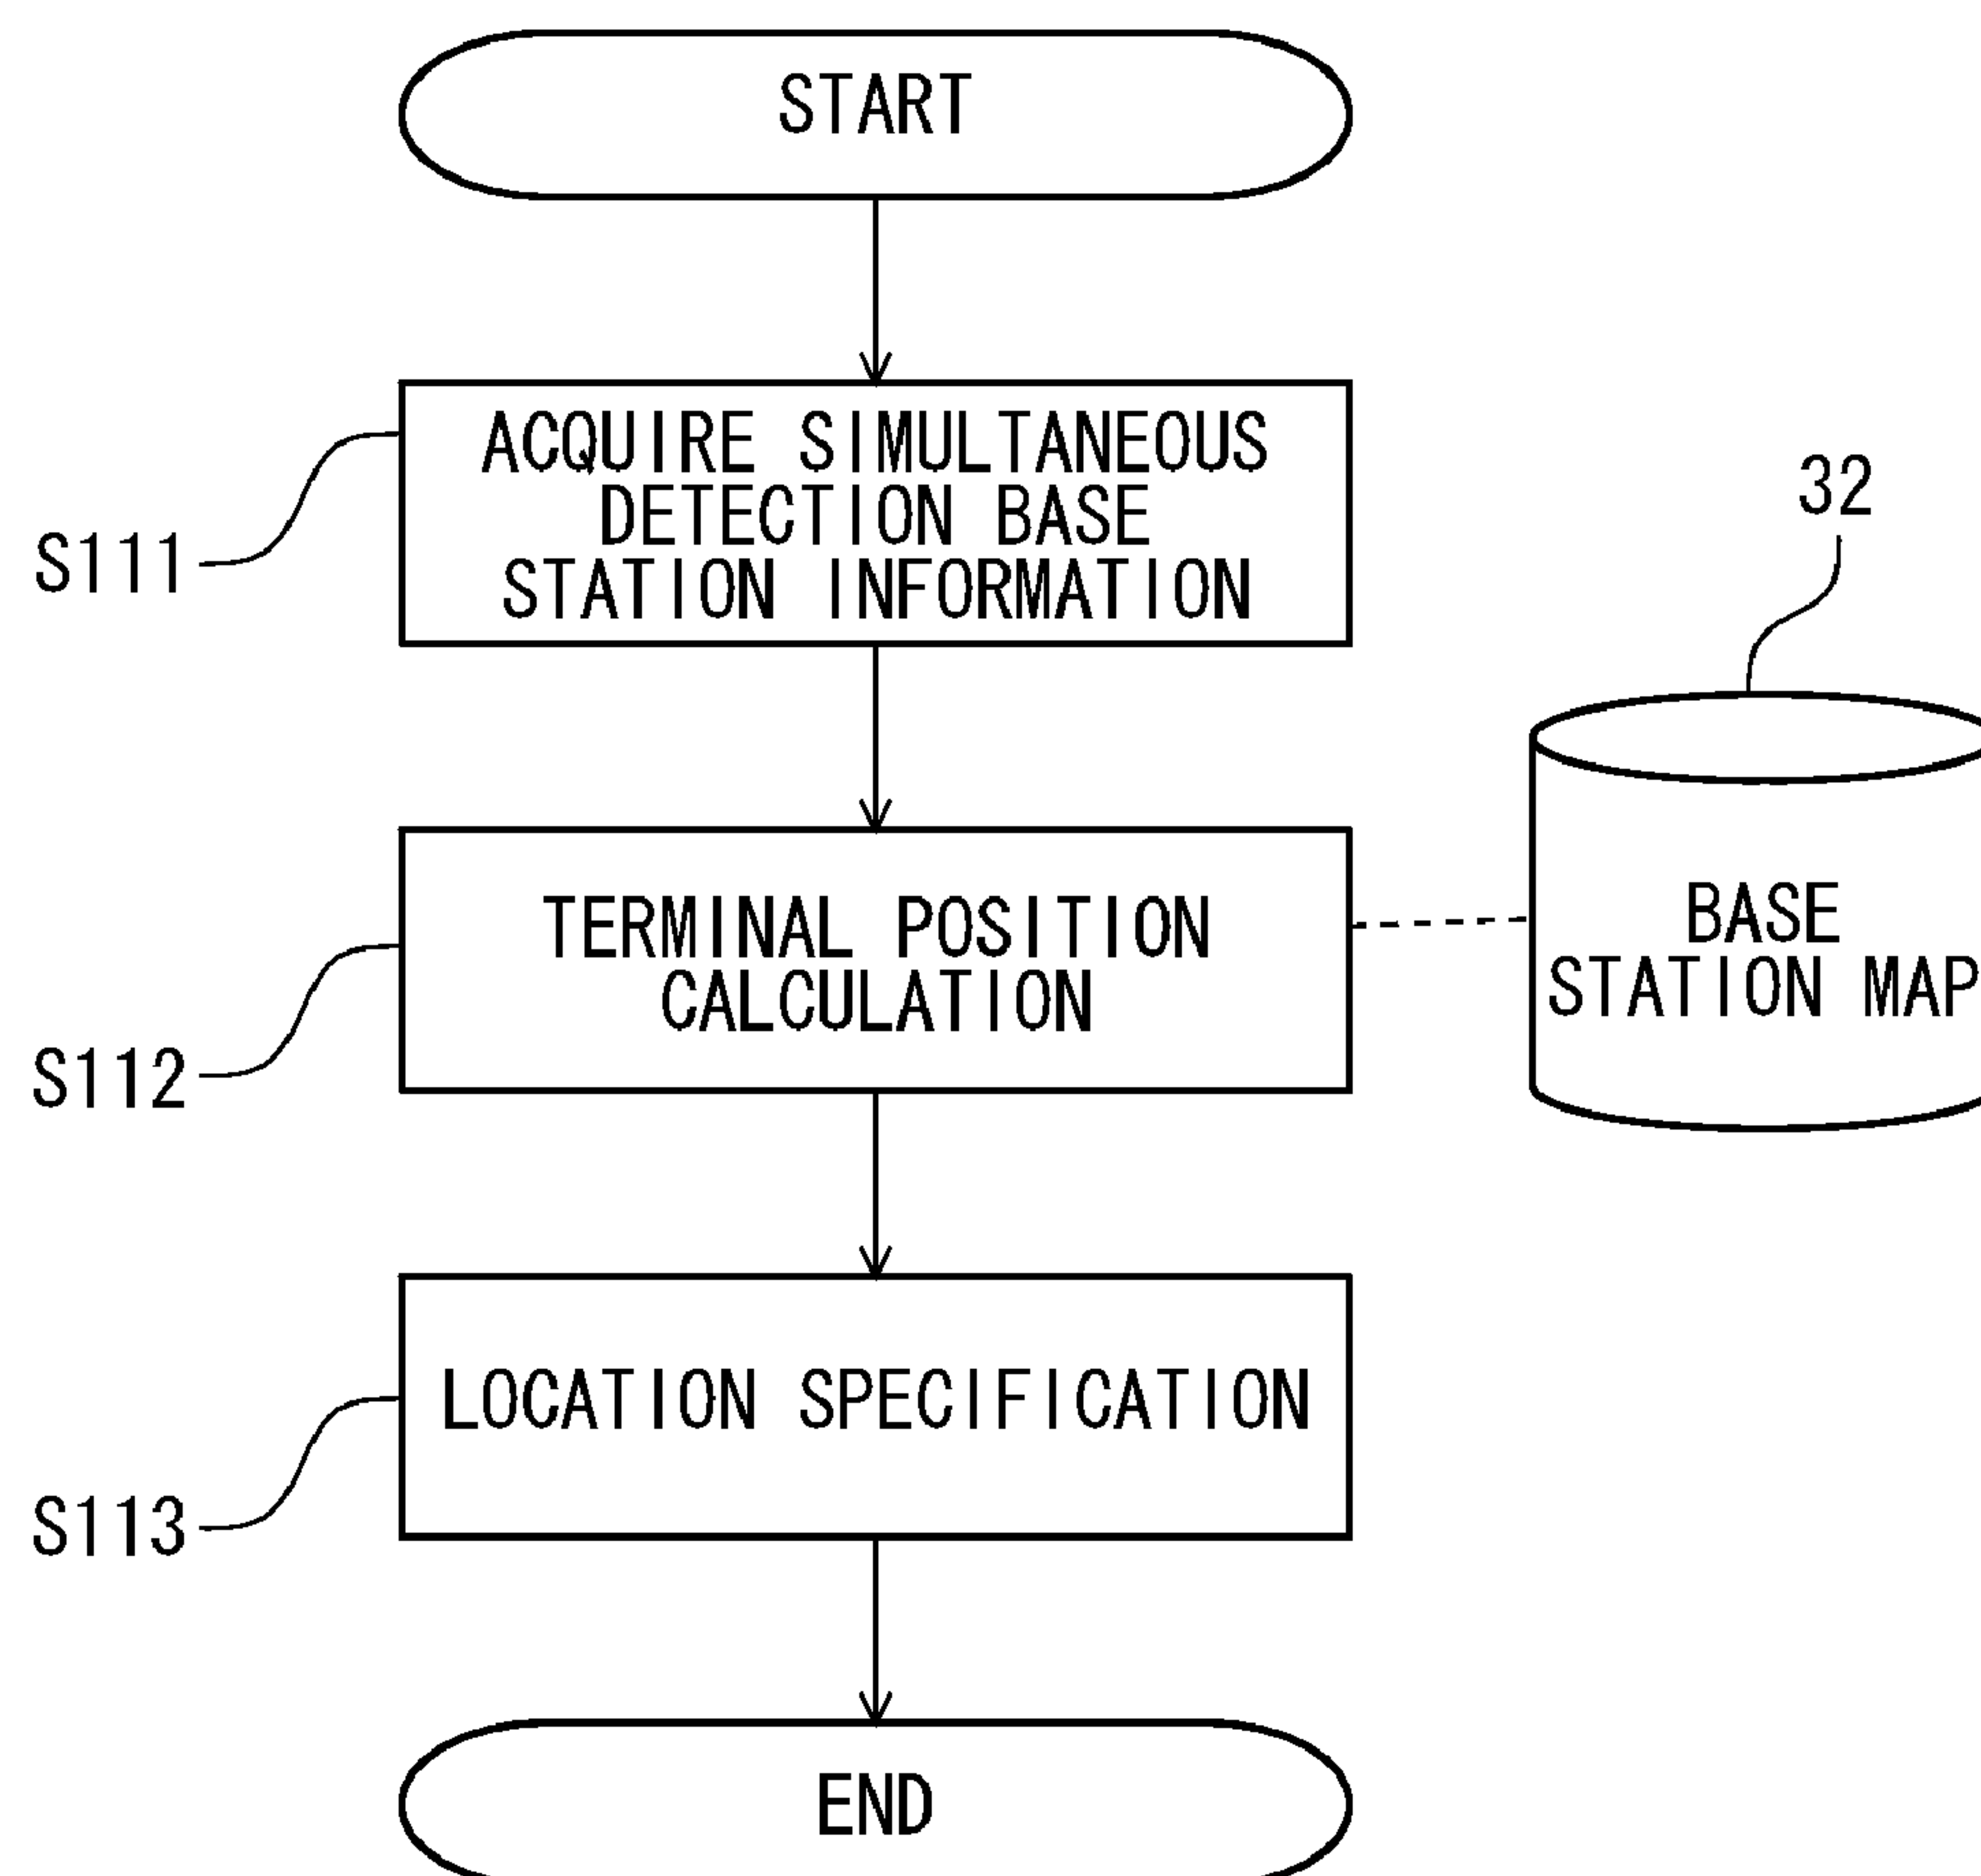 START
ACQUIRE SIMULTANEOUS
DETECTION BASE
STATION INFORMATION
S111
32
TERMINAL POSITION
CALCULATION
S112
BASE
STATION MAP
LOCATION SPECIFICATION
S113
END